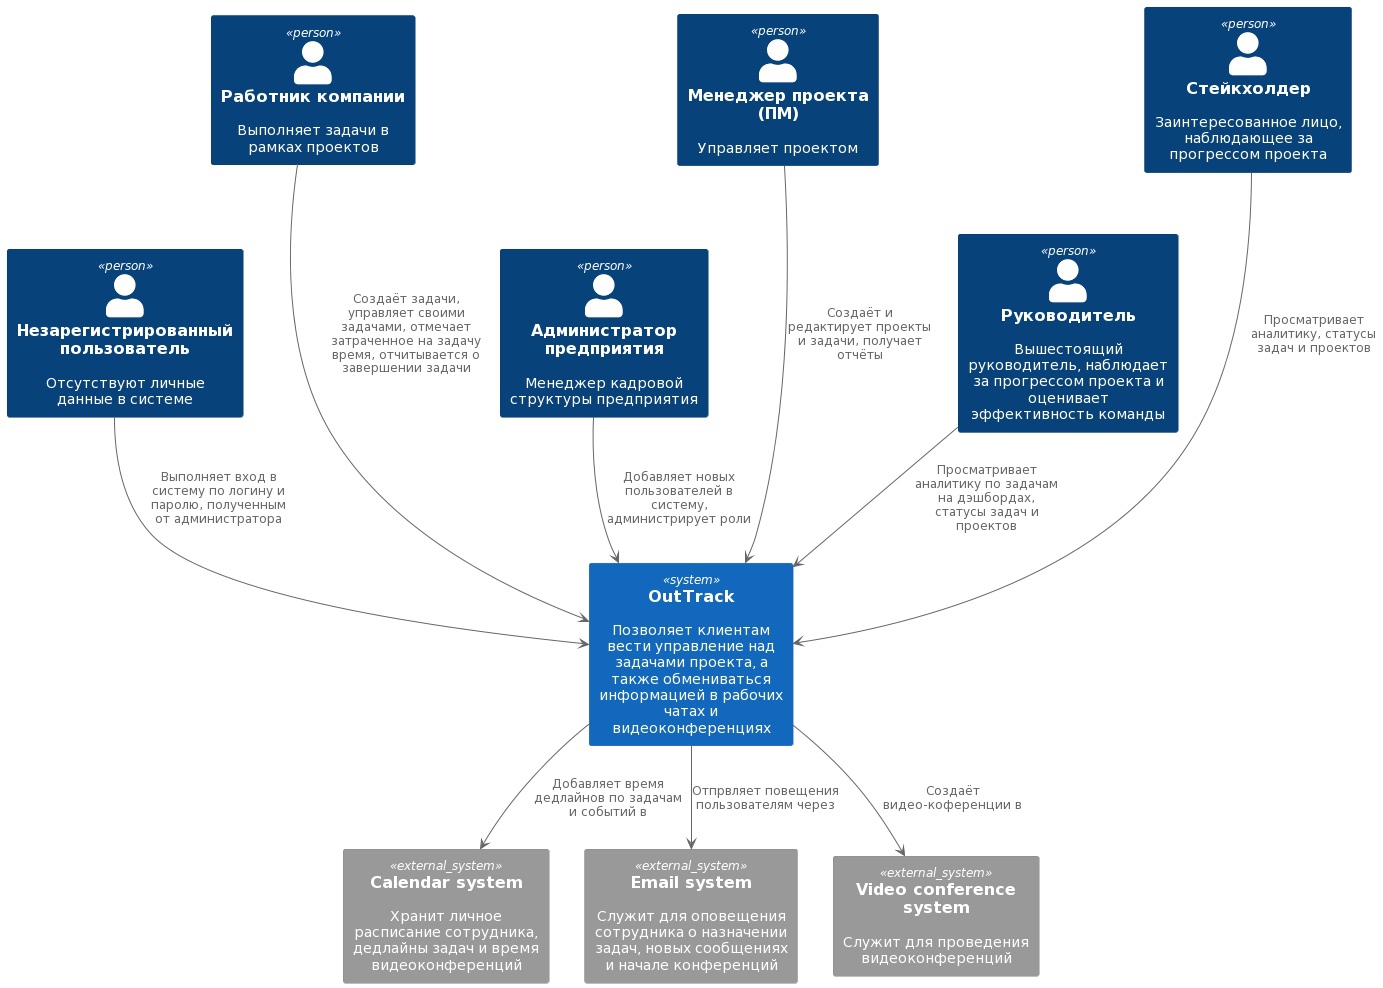 «person»
Работник компании
Выполняет задачи в
рамках проектов
«person»
Менеджер проекта
(ПМ)
Управляет проектом
«person»
Стейкхолдер
Заинтересованное лицо,
наблюдающее за
прогрессом проекта
«person»
Незарегистрированный
пользователь
Отсутствуют личные
данные в системе
«person»
Администратор
предприятия
Менеджер кадровой
структуры предприятия
«person»
Руководитель
Вышестоящий
руководитель, наблюдает
за прогрессом проекта и
оценивает
эффективность команды
Создаёт задачи,
управляет своими
задачами, отмечает
затраченное на задачу
время, отчитывается о
завершении задачи
Создаёт и
редактирует проекты
и задачи, получает
отчёты
Просматривает
аналитику, статусы
задач и проектов
Выполняет вход в
систему по логину и
паролю, полученным
от администратора
Добавляет новых
пользователей в
систему,
администрирует роли
Просматривает
аналитику по задачам
на дэшбордах,
статусы задач и
проектов
«system»
OutTrack
Позволяет клиентам
вести управление над
задачами проекта, а
также обмениваться
информацией в рабочих
чатах и
видеоконференциях
Добавляет время
дедлайнов по задачам
и событий в
Отпрвляет повещения
пользователям через
Создаёт
видео-коференции в
«external_system»
Calendar system
Хранит личное
расписание сотрудника,
дедлайны задач и время
видеоконференций
«external_system»
Email system
Служит для оповещения
сотрудника о назначении
задач, новых сообщениях
и начале конференций
«external_system»
Video conference
system
Служит для проведения
видеоконференций